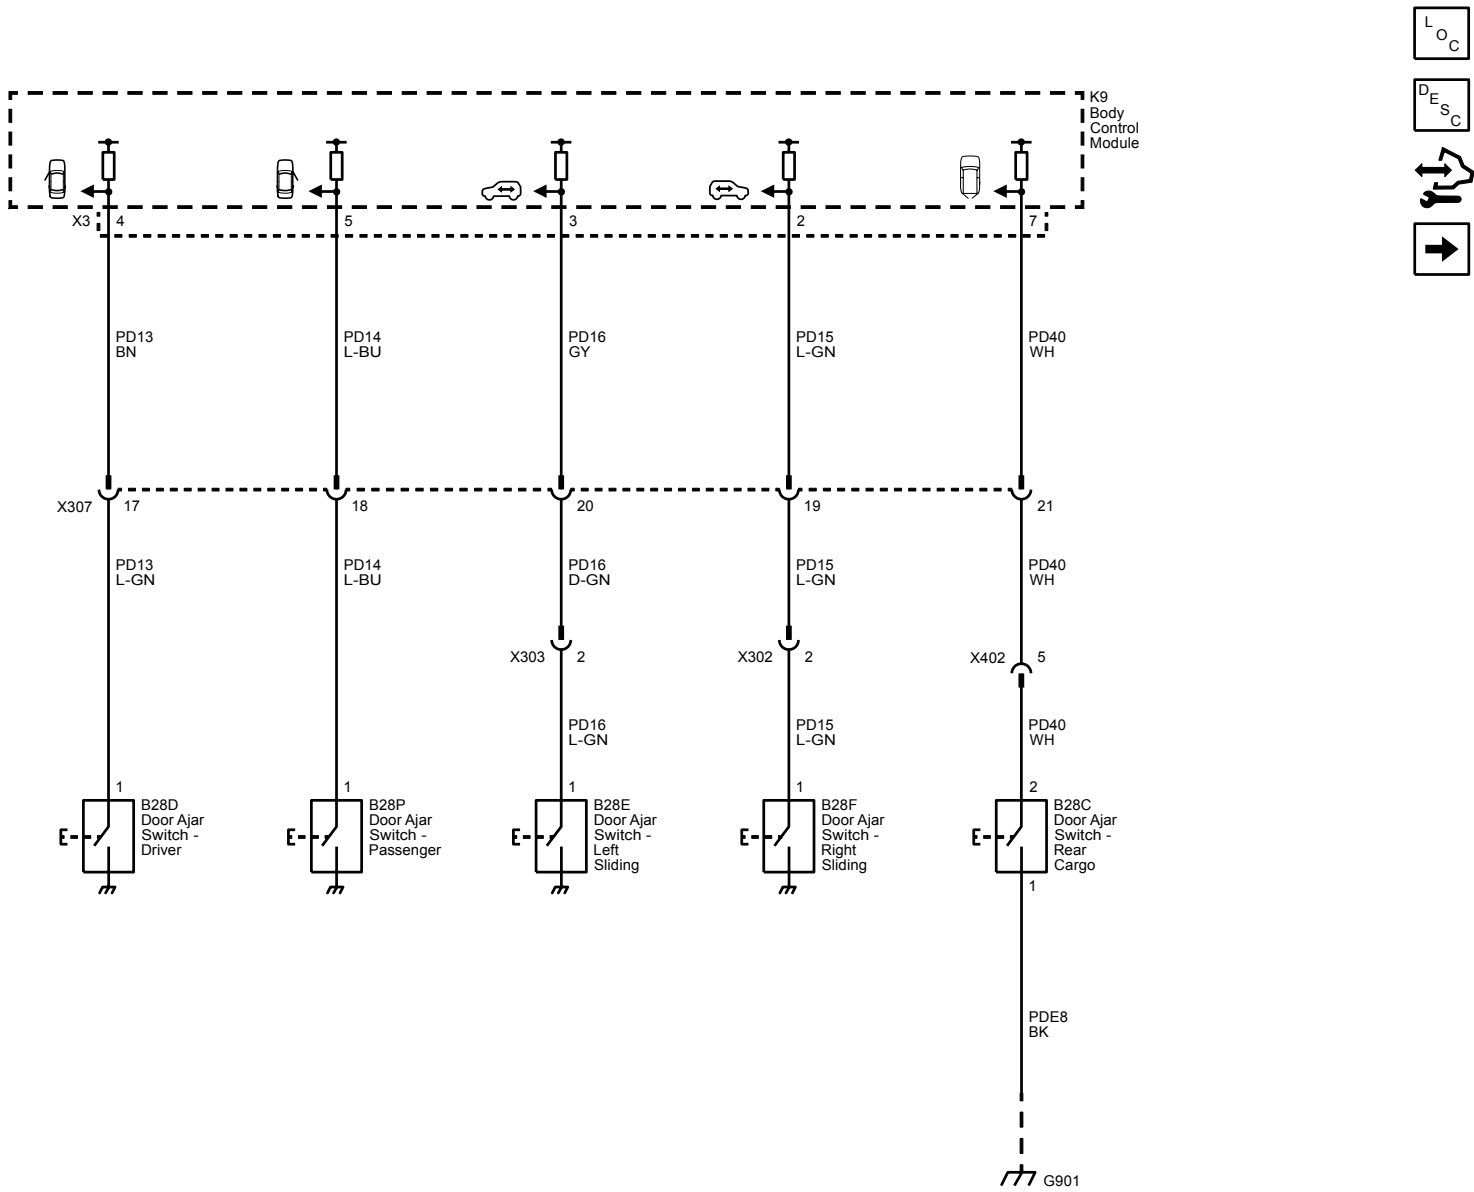 L
O
C
D
E
S
C
K9
Body
Control
Module
X3 4 5 3 2 7
PD13
BN
PD14
L-BU
PD16
GY
PD15
L-GN
PD40
WH
X307 17 18 20 19 21
PD13
L-GN
PD14
L-BU
PD16
D-GN
PD15
L-GN
PD40
WH
X303 2
X302 2
X402 5
PD16
L-GN
PD15
L-GN
PD40
WH
1
B28D
Door Ajar
Switch -
Driver
1
B28P
Door Ajar
Switch -
Passenger
1
B28E
Door Ajar
Switch -
Left
Sliding
1
B28F
Door Ajar
Switch -
Right
Sliding
2
B28C
Door Ajar
Switch -
Rear
Cargo
1
PDE8
BK
G901